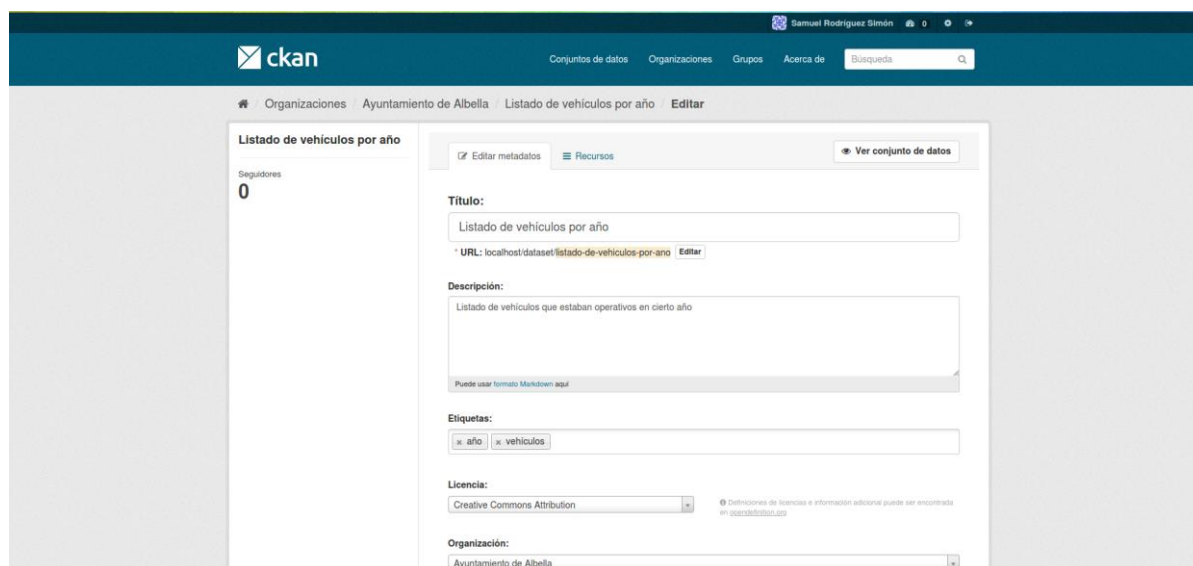 Samuel Rodríguez Simón 0
ckan
Conjuntos de datos Organizaciones Grupos Acerca de Búsqueda
/ Organizaciones / Ayuntamiento de Albella / Listado de vehículos por año / Editar
Listado de vehículos por año
Seguidores
0
Editar metadatos Recursos Ver conjunto de datos
Título:
Listado de vehículos por año
* URL: localhost/dataset/listado-de-vehiculos-por-ano Editar
Descripción:
Listado de vehículos que estaban operativos en cierto año
Puede usar formato Markdown aquí
Etiquetas:
× año × vehículos
Licencia:
Creative Commons Attribution
Definiciones de licencias e información adicional puede ser encontrada
en opendefinition.org
Organización:
Ayuntamiento de Albella